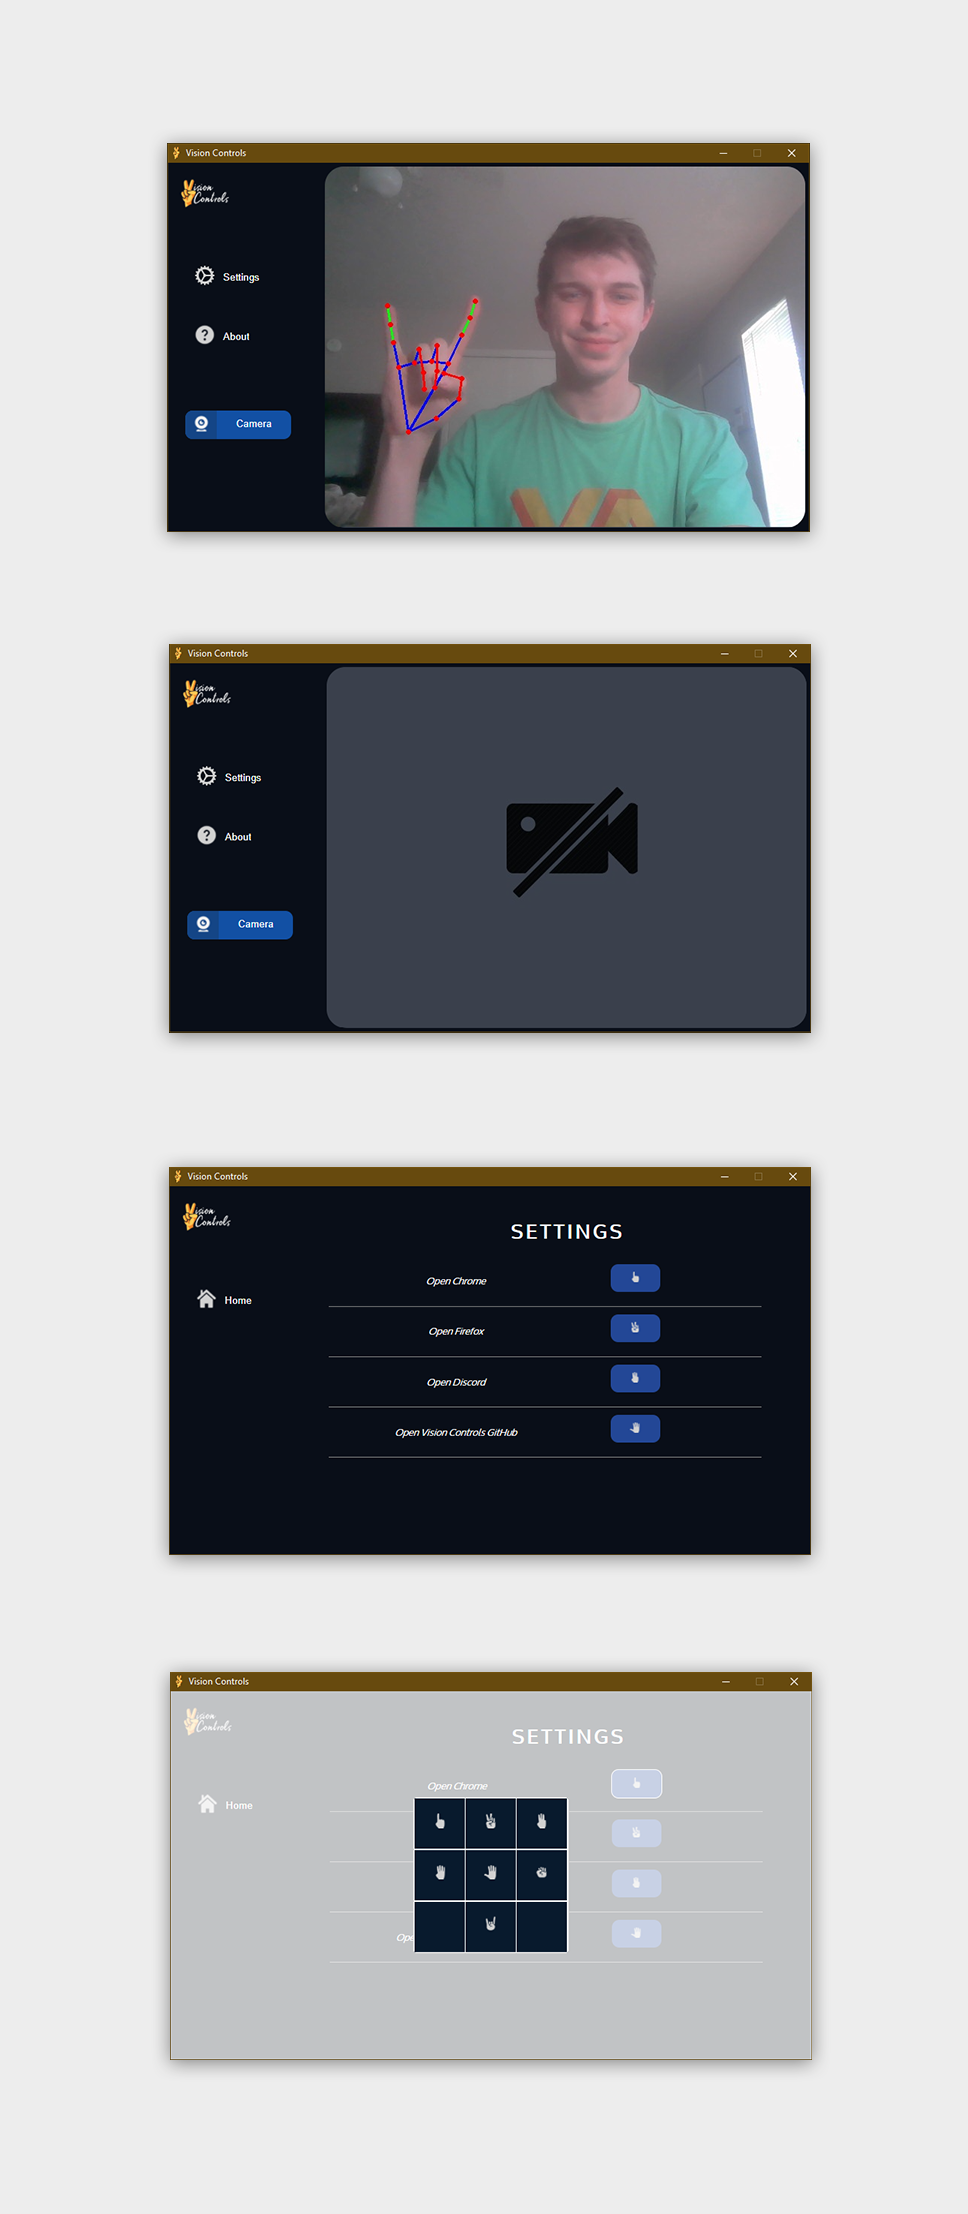 Vision Controls
Vision
Controls
Settings
About
Camera
VA
Vision Controls
Vision
Controls
Settings
About
Camera
Vision Controls
Vision
Controls
SETTINGS
Home
Open Chrome
Open Firefox
Open Discord
Open Vision Controls GitHub
Vision Controls
Vision
Controls
SETTINGS
Home
Open Chrome
Ope